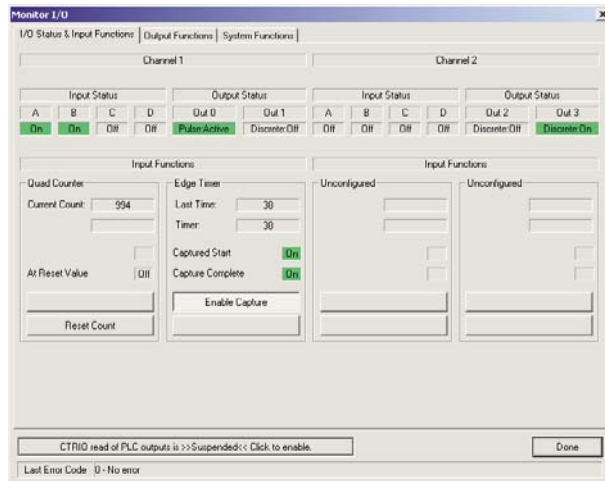 Monitor I/O
I/O Status & Input Functions Output Functions System Functions
Channel 1 Channel 2
Input Status Output Status Input Status Output Status
A B C D Out 0 Out 1 A B C D Out 2 Out 3
On On Off Off Pulse:Active Discrete:Off Off Off Off Off Discrete:Off Discrete:On
Input Functions Input Functions
Quad Counter Edge Timer Unconfigured Unconfigured
Current Count: 994 Last Time: 30
Timer: 30
Captured Start On
At Reset Value Off Capture Complete On
Enable Capture
Reset Count
CTRIO read of PLC outputs is >>Suspended<< Click to enable. Done
Last Error Code 0 - No error